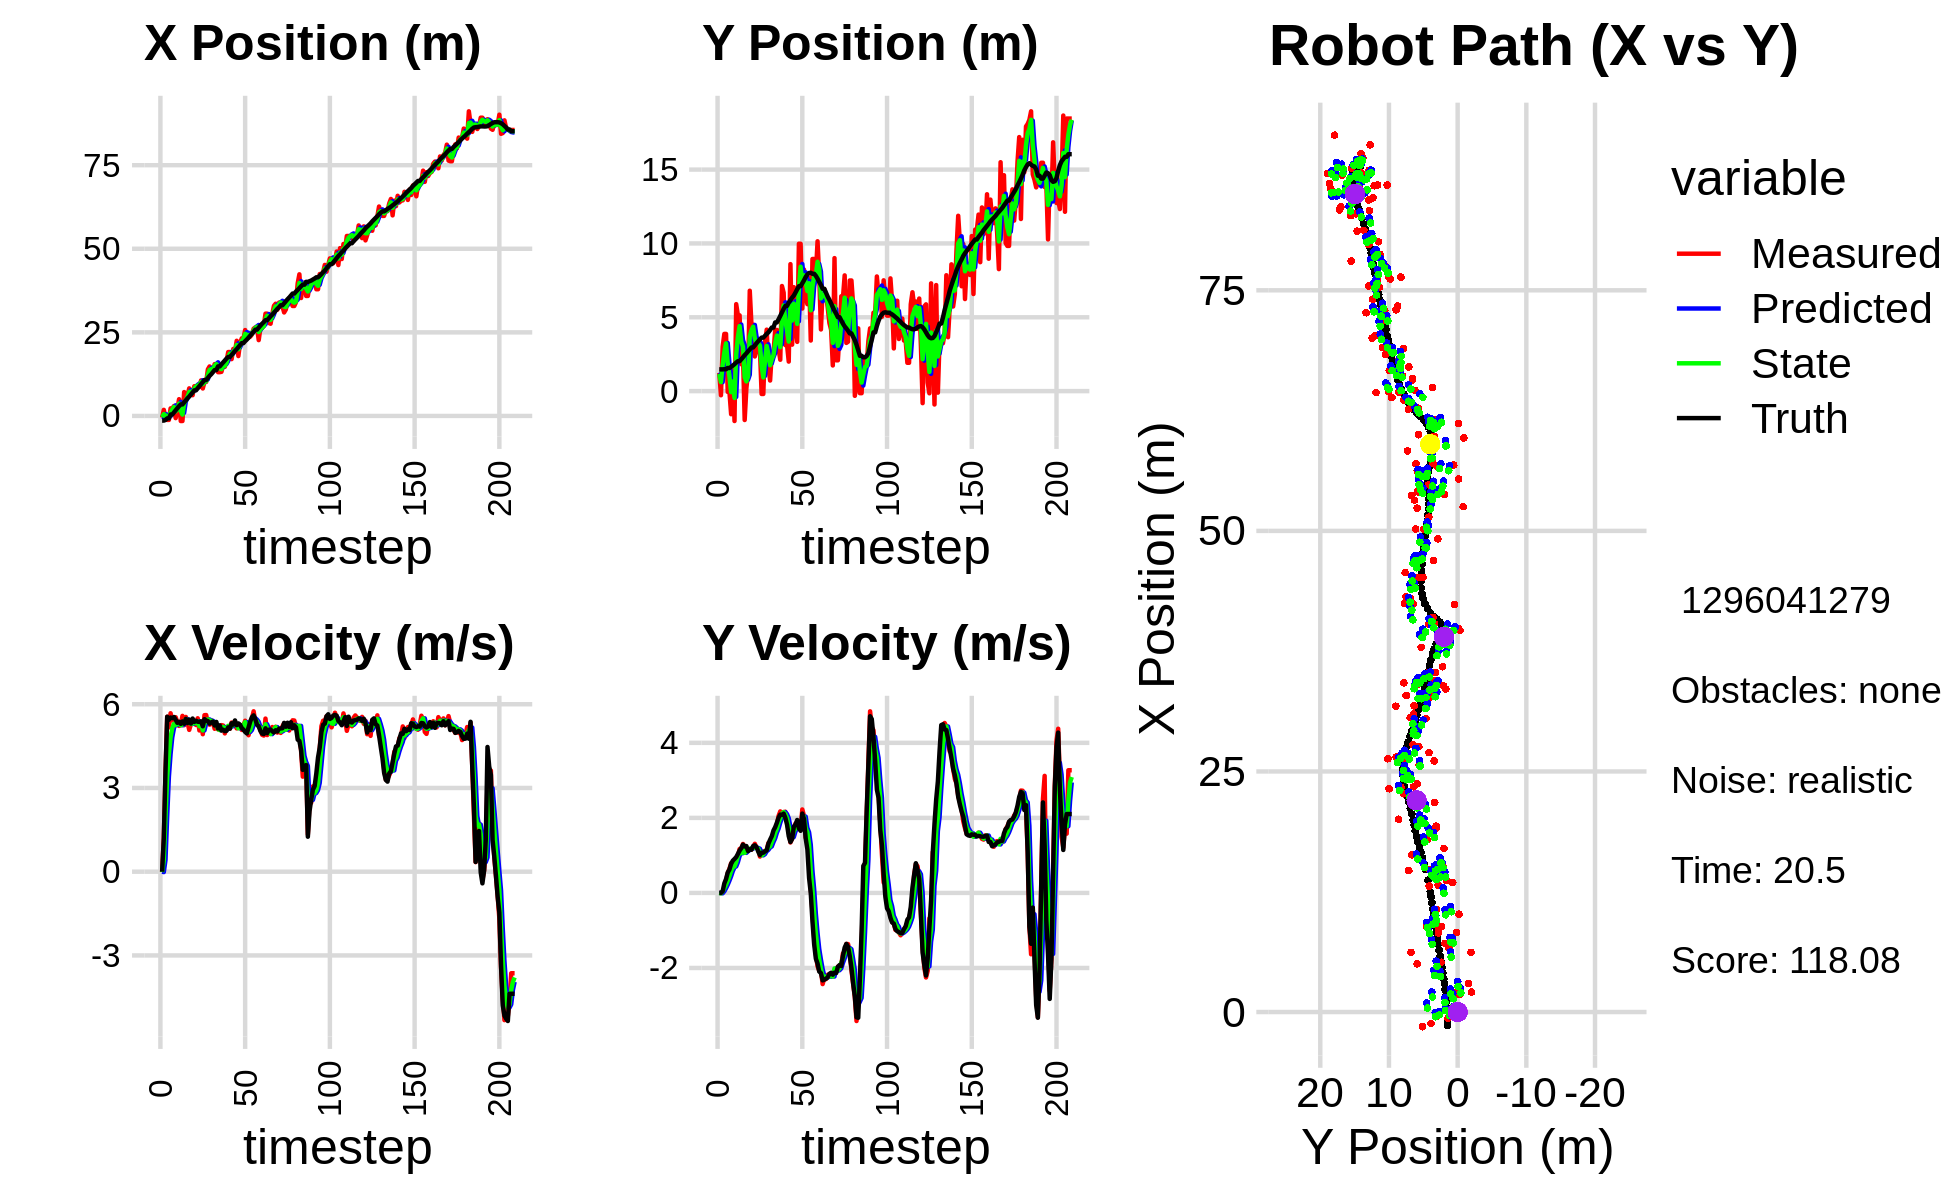 X Position (m)
75
50
25
0
0
50
100
150
200
timestep
Y Position (m)
15
10
5
0
0
50
100
150
200
timestep
X Velocity (m/s)
6
3
0
-3
0
50
100
150
200
timestep
Y Velocity (m/s)
4
2
0
-2
0
50
100
150
200
timestep
Robot Path (X vs Y)
X Position (m)
75
50
25
0
20 10 0 -10 -20
Y Position (m)
variable
Measured
Predicted
State
Truth
1296041279
Obstacles: none
Noise: realistic
Time: 20.5
Score: 118.08